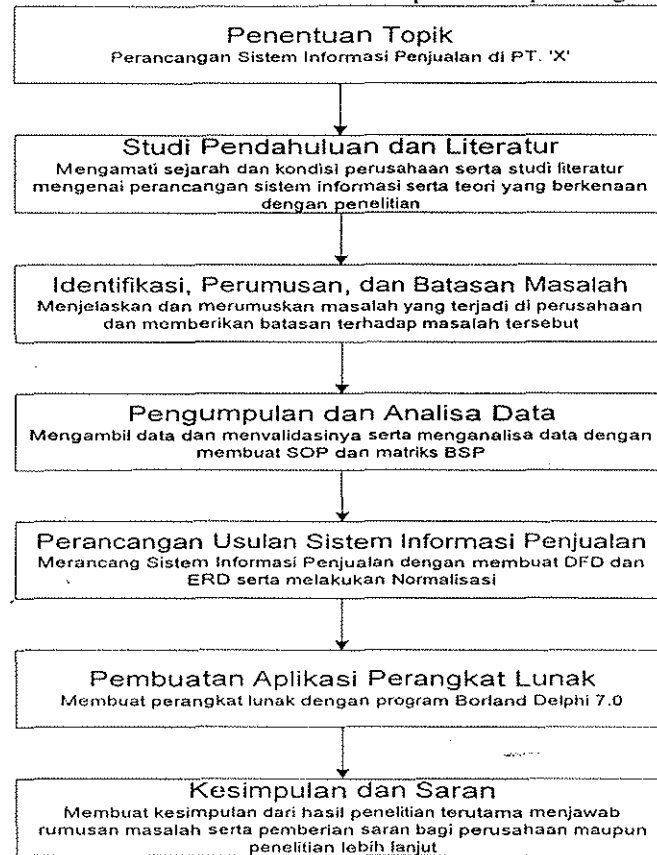 Penentuan Topik
Perancangan Sistem Informasi Penjualan di PT. 'X'
Studi Pendahuluan dan Literatur
Mengamati sejarah dan kondisi perusahaan serta studi literatur
mengenai perancangan sistem informasi serta teori yang berkenaan
dengan penelitian
Identifikasi, Perumusan, dan Batasan Masalah
Menjelaskan dan merumuskan masalah yang terjadi di perusahaan
dan memberikan batasan terhadap masalah tersebut
Pengumpulan dan Analisa Data
Mengambil data dan menvalidasinya serta menganalisa data dengan
membuat SOP dan matriks BSP
Perancangan Usulan Sistem Informasi Penjualan
Merancang Sistem Informasi Penjualan dengan membuat DFD dan
ERD serta melakukan Normalisasi
Pembuatan Aplikasi Perangkat Lunak
Membuat perangkat lunak dengan program Borland Delphi 7.0
Kesimpulan dan Saran
Membuat kesimpulan dari hasil penelitian terutama menjawab
rumusan masalah serta pemberian saran bagi perusahaan maupun
penelitian lebih lanjut